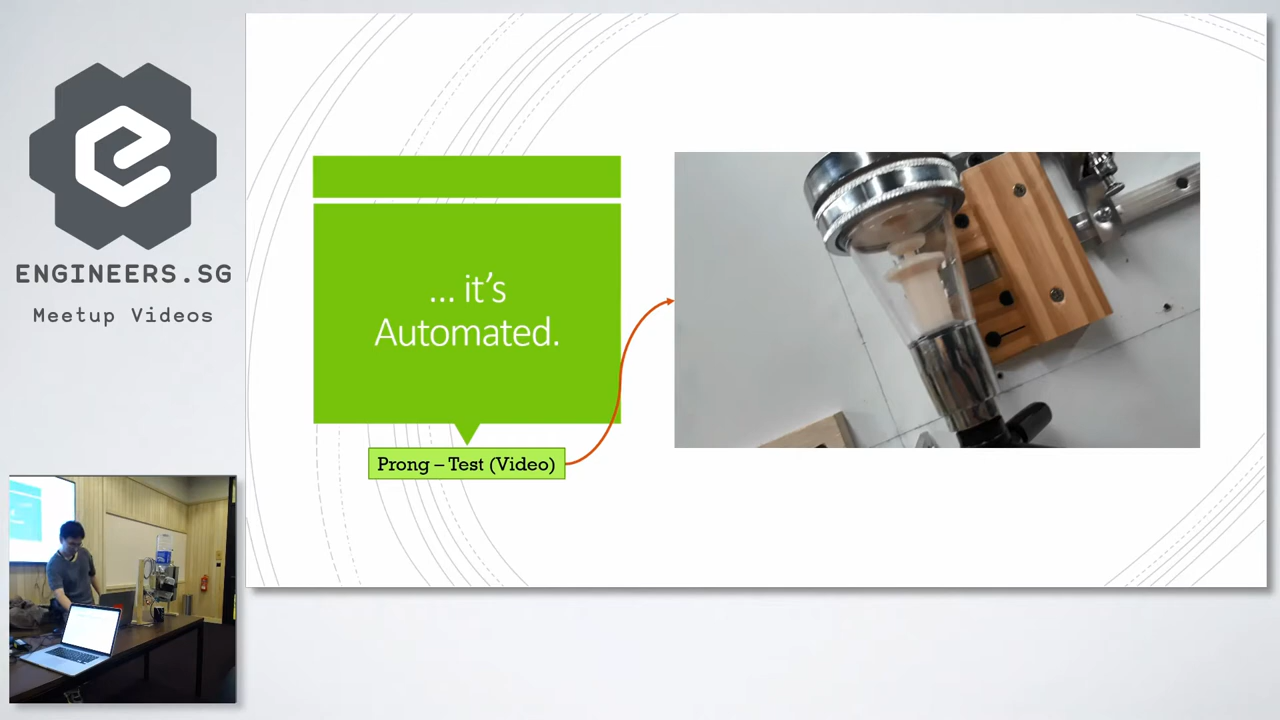 ENGINEERS.SG
Meetup Videos
... it's
Automated.
Prong – Test (Video)